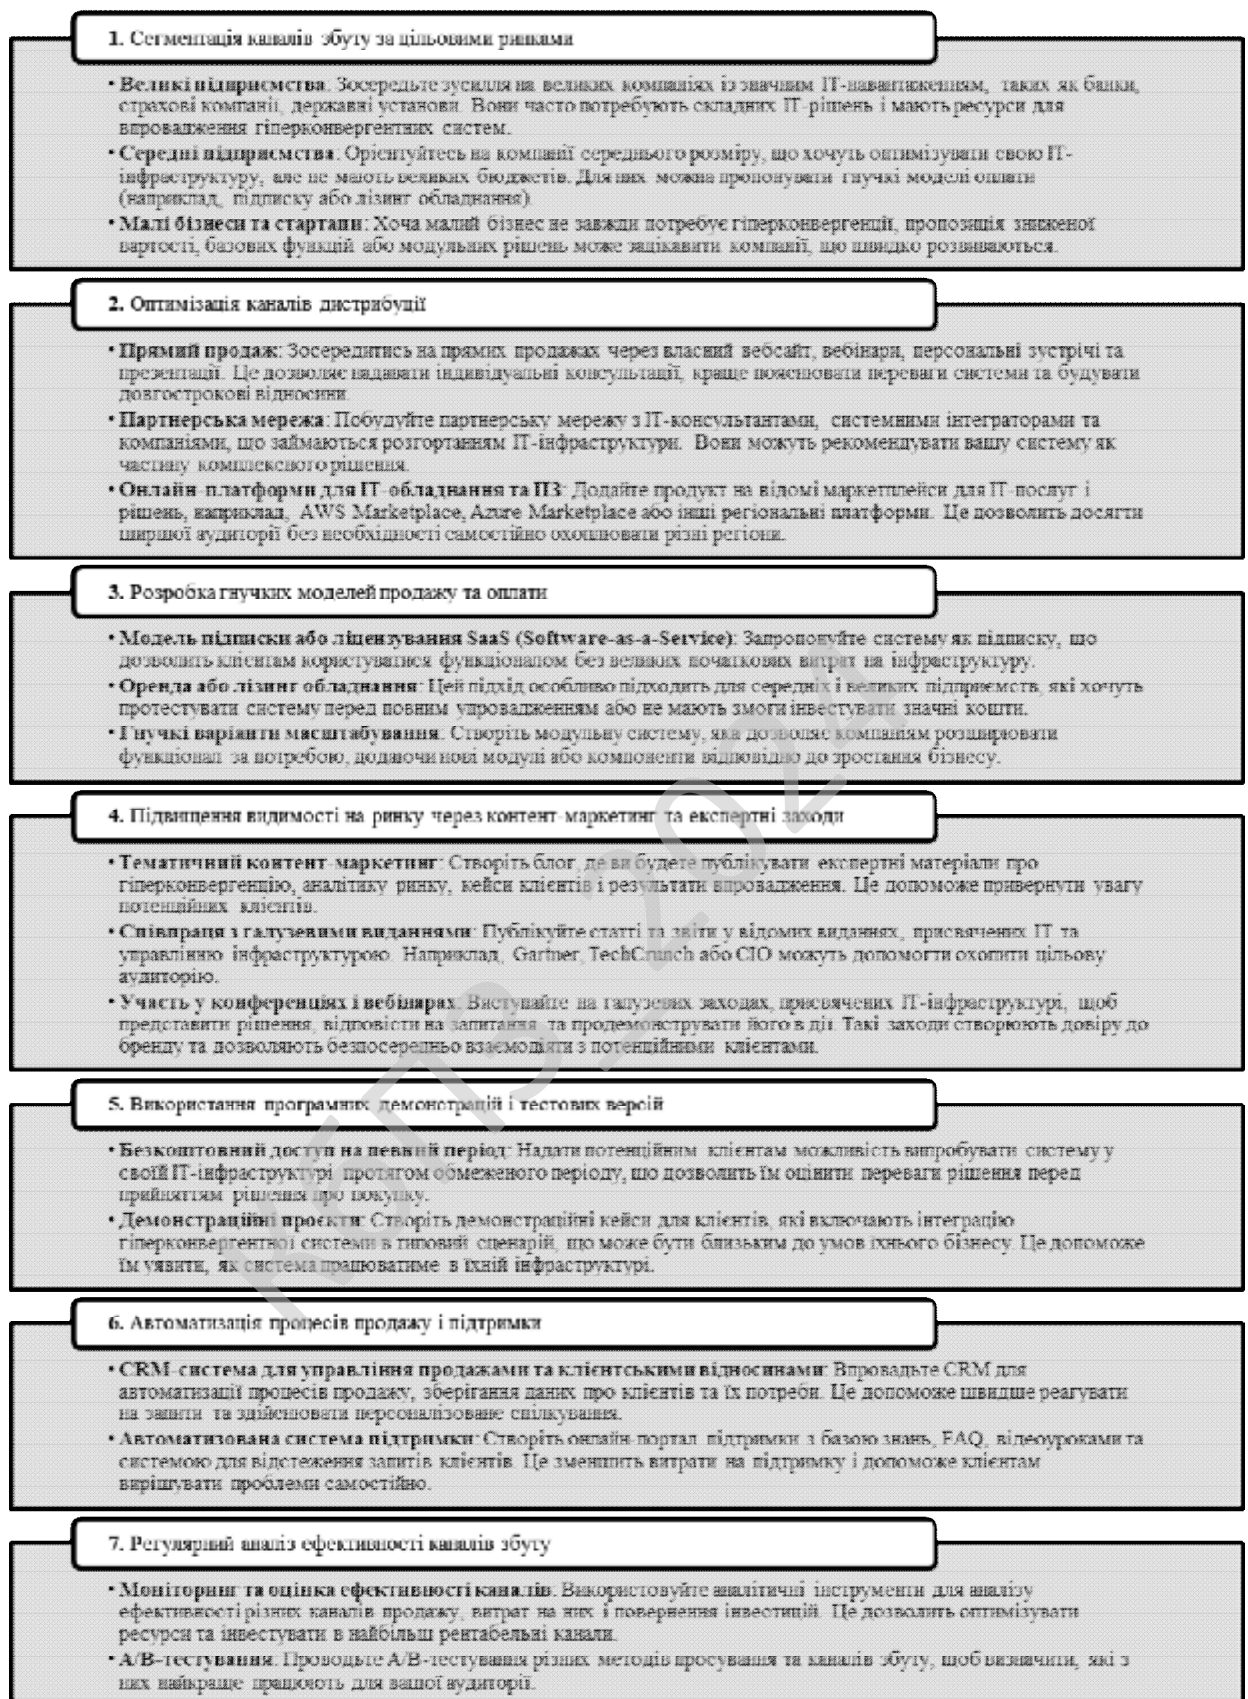 1. Сегментація каналів збуту за цільовими ринками
• Великі підприємства: Зосередьте зусилля на великих компаніях із значним ІТ-навантаженням, таких як банки,
страхові компанії, державні установи. Вони часто потребують складних ІТ-рішень і мають ресурси для
впровадження гіперконвергентних систем.
• Середні підприємства: Орієнтуйтесь на компанії середнього розміру, що хочуть оптимізувати свою ІТ-
інфраструктуру, але не мають великих бюджетів. Для них можна пропонувати гнучкі моделі оплати
(наприклад, підписку або лізинг обладнання).
• Малі бізнеси та стартапи: Хоча малий бізнес не завжди потребує гіперконвергенції, пропозиція зниженої
вартості, базових функцій або модульних рішень може зацікавити компанії, що швидко розвиваються.
2. Оптимізація каналів дистрибуції
• Прямий продаж: Зосередитись на прямих продажах через власний вебсайт, вебінари, персональні зустрічі та
презентації. Це дозволяє надавати індивідуальні консультації, краще пояснювати переваги системи та будувати
довгострокові відносини.
• Партнерська мережа: Побудуйте партнерську мережу з ІТ-консультантами, системними інтеграторами та
компаніями, що займаються розгортанням ІТ-інфраструктури. Вони можуть рекомендувати вашу систему як
частину комплексного рішення.
• Онлайн-платформи для ІТ-обладнання та ПЗ: Додайте продукт на відомі маркетплейси для ІТ-послуг і
рішень, наприклад, AWS Marketplace, Azure Marketplace або інші регіональні платформи. Це дозволить досягти
ширшої аудиторії без необхідності самостійно охоплювати різні регіони.
3. Розробка гнучких моделей продажу та оплати
• Модель підписки або ліцензування SaaS (Software-as-a-Service): Запропонуйте систему як підписку, що
дозволить клієнтам користуватися функціоналом без великих початкових витрат на інфраструктуру.
• Оренда або лізинг обладнання: Цей підхід особливо підходить для середніх і великих підприємств, які хочуть
протестувати систему перед повним упровадженням або не мають змоги інвестувати значні кошти.
• Гнучкі варіанти масштабування: Створіть модульну систему, яка дозволяє компаніям розширювати
функціонал за потребою, додаючи нові модулі або компоненти відповідно до зростання бізнесу.
4. Підвищення видимості на ринку через контент-маркетинг та експертні заходи
• Тематичний контент-маркетинг: Створіть блог, де ви будете публікувати експертні матеріали про
гіперконвергенцію, аналітику ринку, кейси клієнтів і результати впровадження. Це допоможе привернути увагу
потенційних клієнтів.
• Співпраця з галузевими виданнями: Публікуйте статті та звіти у відомих виданнях, присвячених ІТ та
управлінню інфраструктурою. Наприклад, Gartner, TechCrunch або CIO можуть допомогти охопити цільову
аудиторію.
• Участь у конференціях і вебінарах: Виступайте на галузевих заходах, присвячених ІТ-інфраструктурі, щоб
представити рішення, відповісти на запитання та продемонструвати його в дії. Такі заходи створюють довіру до
бренду та дозволяють безпосередньо взаємодіяти з потенційними клієнтами.
5. Використання програмних демонстрацій і тестових версій
• Безкоштовний доступ на певний період: Надати потенційним клієнтам можливість випробувати систему у
своїй ІТ-інфраструктурі протягом обмеженого періоду, що дозволить їм оцінити переваги рішення перед
прийняттям рішення про покупку.
• Демонстраційні проєкти: Створіть демонстраційні кейси для клієнтів, які включають інтеграцію
гіперконвергентної системи в типовий сценарій, що може бути близьким до умов їхнього бізнесу. Це допоможе
їм уявити, як система працюватиме в їхній інфраструктурі.
6. Автоматизація процесів продажу і підтримки
• CRM-система для управління продажами та клієнтськими відносинами: Впровадьте CRM для
автоматизації процесів продажу, зберігання даних про клієнтів та їх потреби. Це допоможе швидше реагувати
на запити та здійснювати персоналізоване спілкування.
• Автоматизована система підтримки: Створіть онлайн-портал підтримки з базою знань, FAQ, відеоуроками та
системою для відстеження запитів клієнтів. Це зменшить витрати на підтримку і допоможе клієнтам
вирішувати проблеми самостійно.
7. Регулярний аналіз ефективності каналів збуту
• Моніторинг та оцінка ефективності каналів: Використовуйте аналітичні інструменти для аналізу
ефективності різних каналів продажу, витрат на них і повернення інвестицій. Це дозволить оптимізувати
ресурси та інвестувати в найбільш рентабельні канали.
• A/B-тестування: Проводьте A/B-тестування різних методів просування та каналів збуту, щоб визначити, які з
них найкраще працюють для вашої аудиторії.
КПЗ_2024